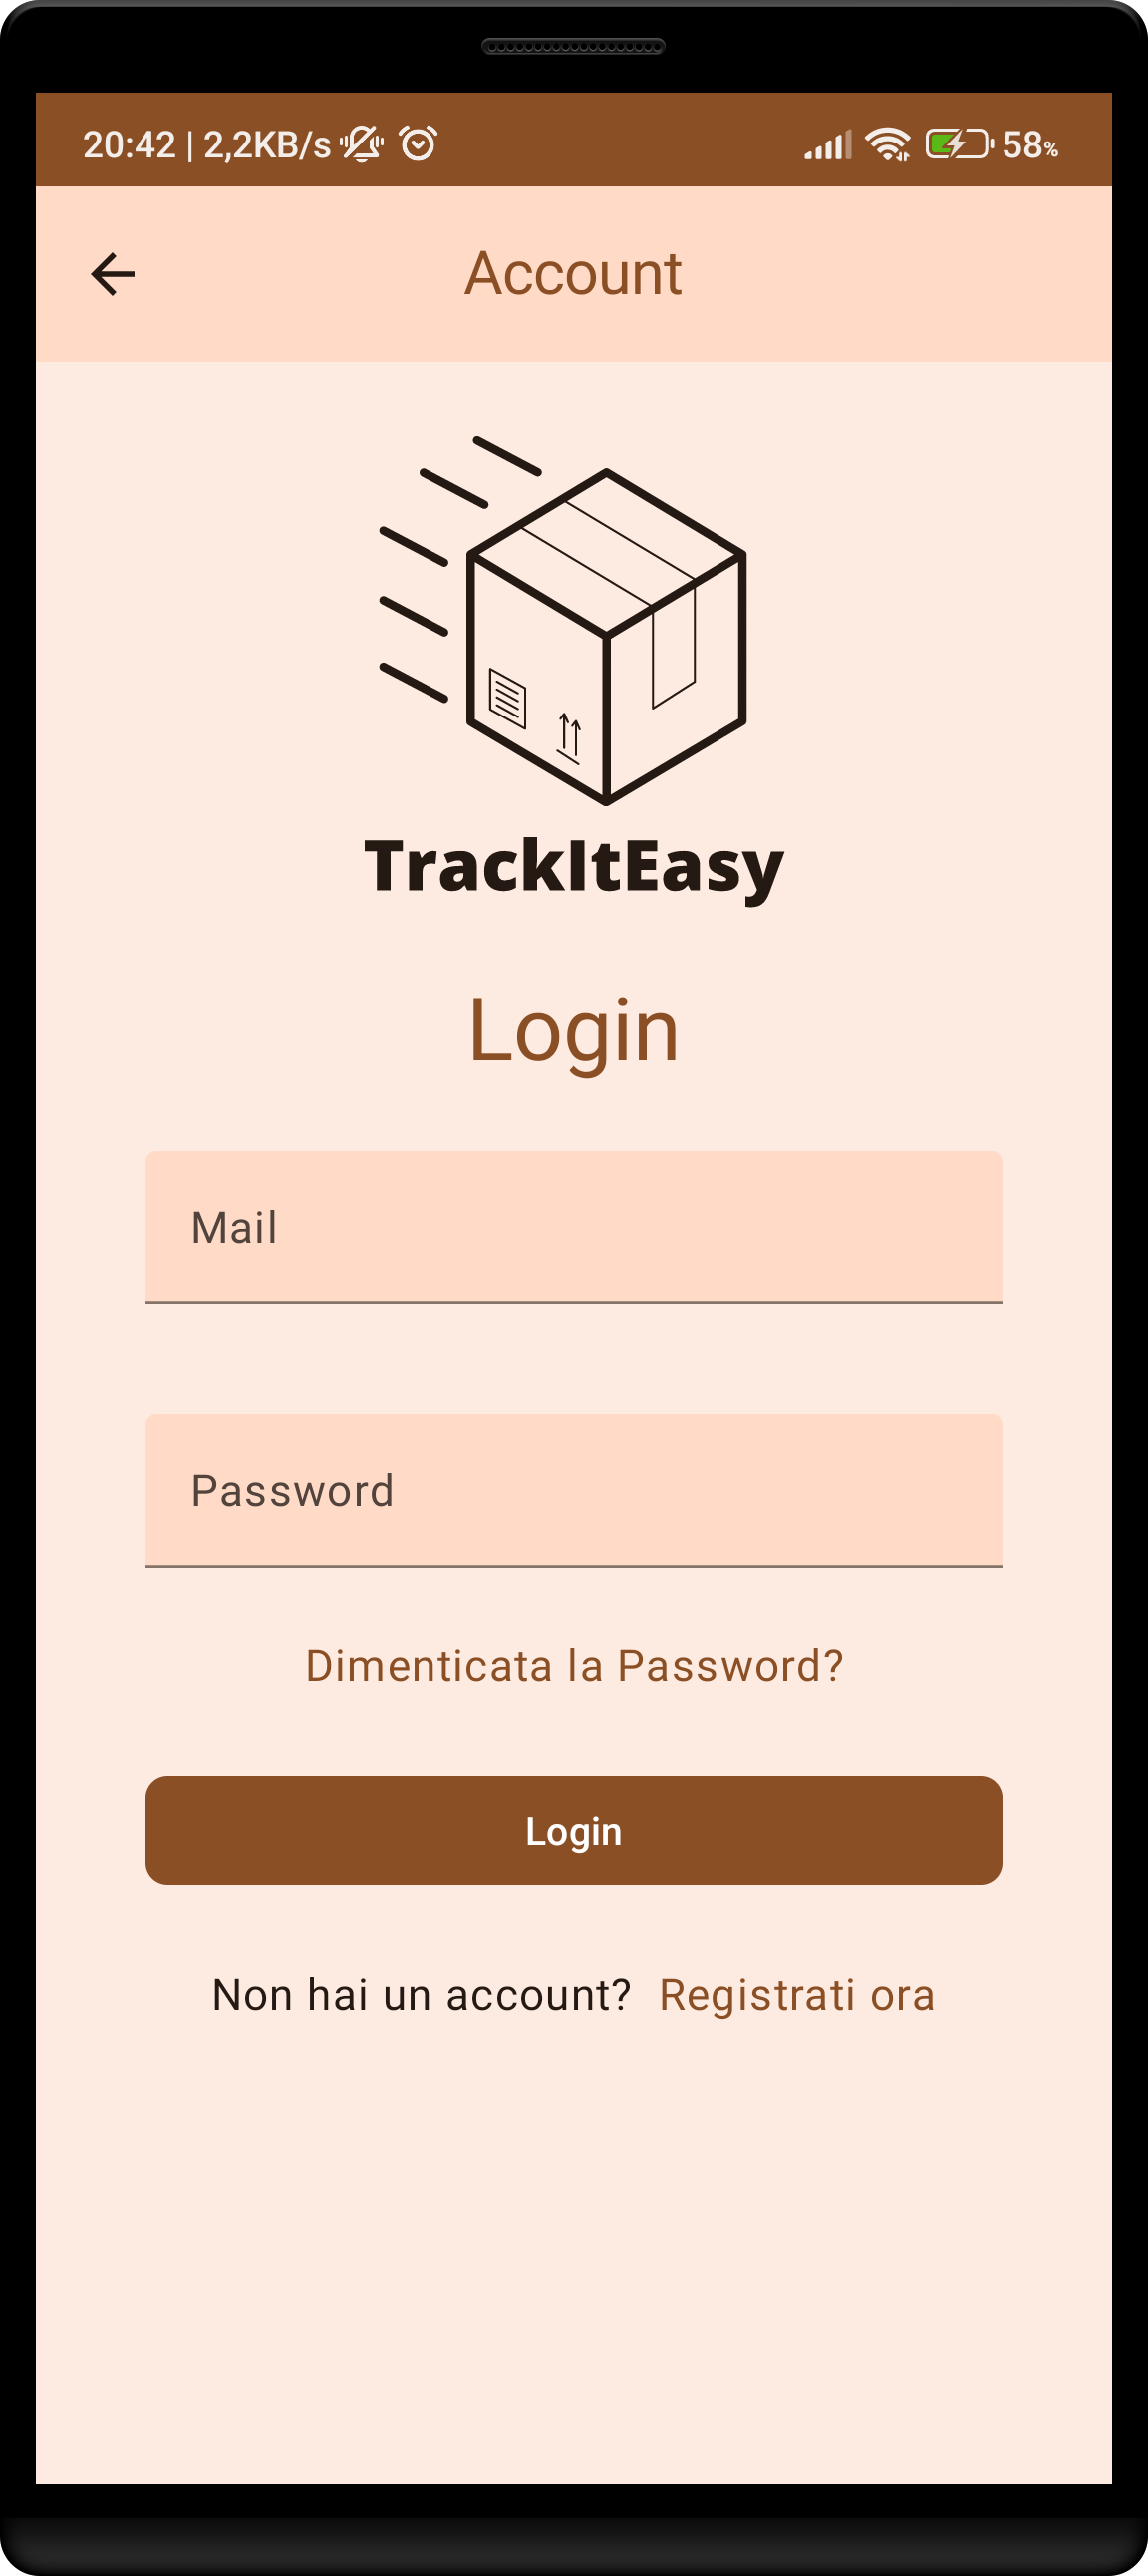 20:42 | 2,2KB/s 58%
Account
TrackItEasy
Login
Mail
Password
Dimenticata la Password?
Login
Non hai un account? Registrati ora